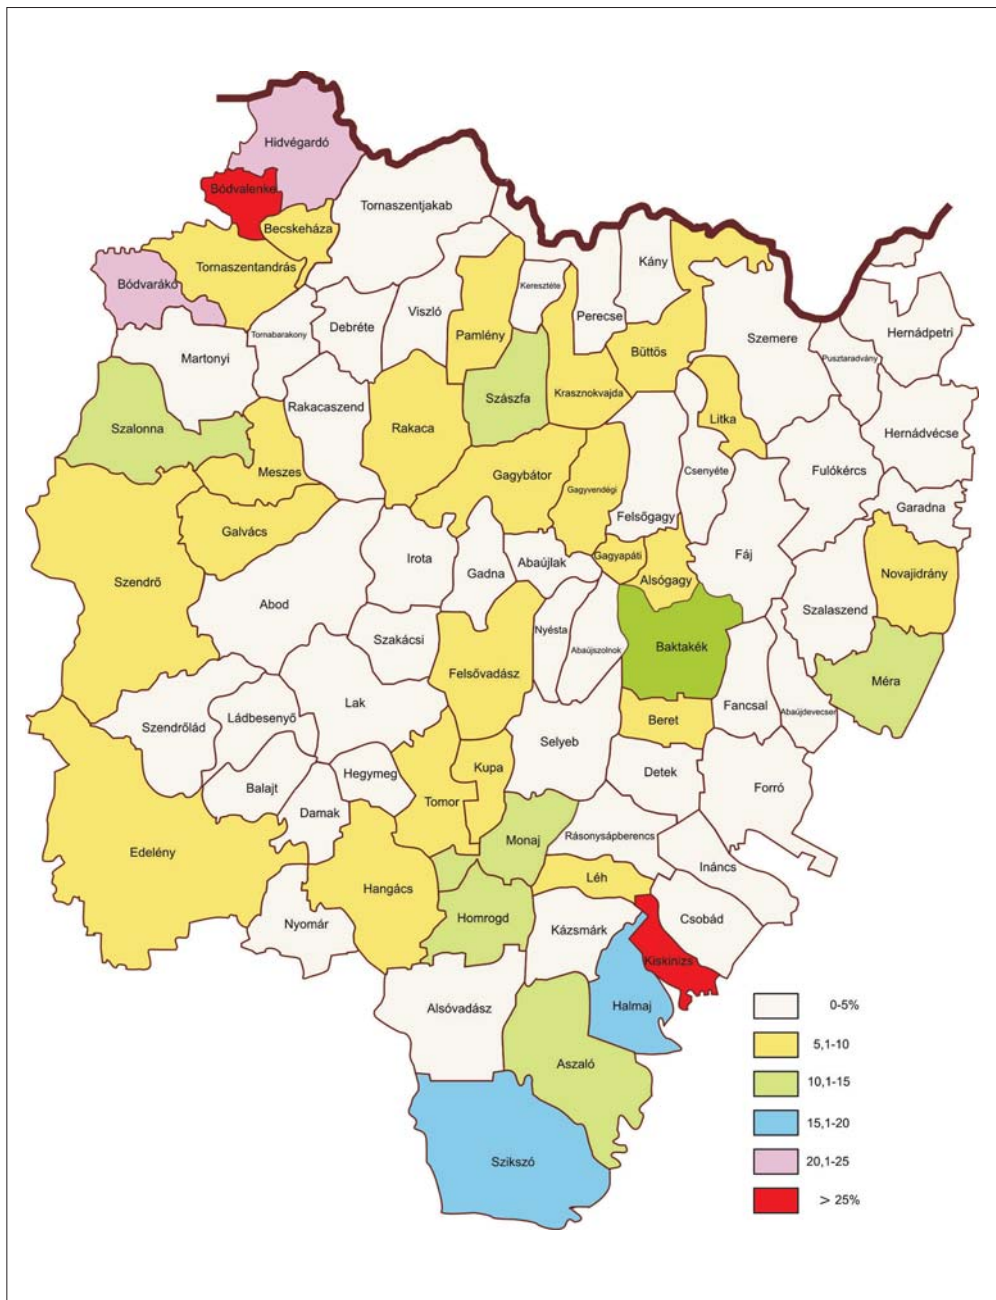 Hidvégardó
Bódvalenke
Becskeháza
Tornaszentjakab
Tornaszentandrás
Bódvarákó
Kány
Keresztéte
Perecse
Viszló
Debréte
Tornabarakony
Pamlény
Büttös
Szemere
Hernádpetri
Pusztaradvány
Martonyi
Rakacaszend
Szászfa
Krasznokvajda
Litka
Szalonna
Rakaca
Hernádvécse
Meszes
Gagybátor
Gagyvendégi
Csenyéte
Fulókércs
Garadna
Felsőgagy
Galvács
Irota
Gadna
Abaújlak
Gagyapáti
Fáj
Alsógagy
Novajidrány
Szendrő
Abod
Szalaszend
Szakácsi
Nyésta
Abaújszolnok
Baktakék
Felsővadász
Méra
Lak
Szendrőlád
Ládbesenyő
Beret
Fancsal
Abaújdevecser
Selyeb
Hegymeg
Kupa
Detek
Balajt
Forró
Damak
Tomor
Rásonysápberencs
Monaj
Edelény
Ináncs
Léh
Hangács
Homrogd
Csobád
Nyomár
Kázsmárk
Kiskinizs
Halmaj
Alsóvadász
Aszaló
Szikszó
0-5%
5,1-10
10,1-15
15,1-20
20,1-25
> 25%